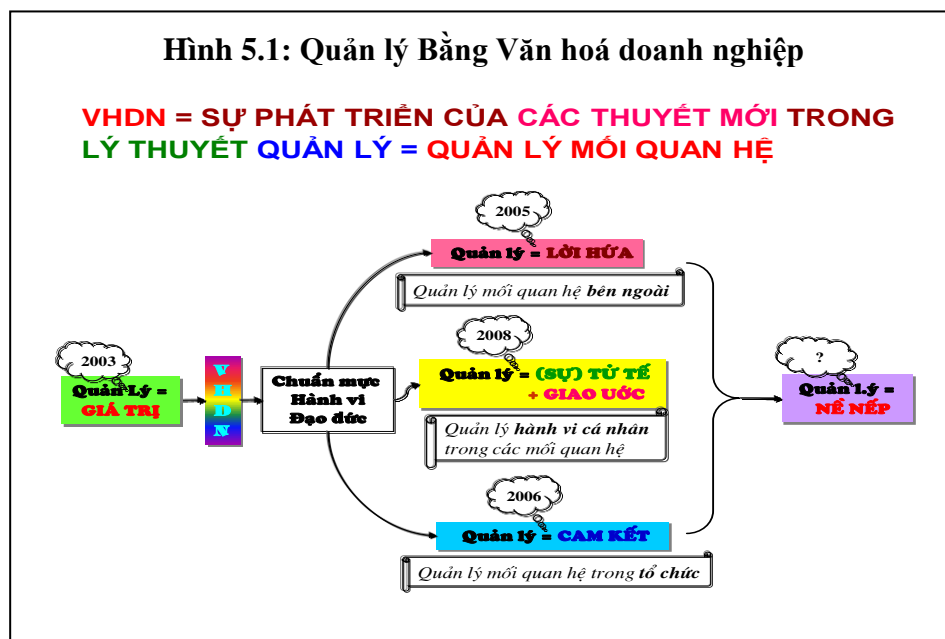 Hình 5.1: Quản lý Bằng Văn hoá doanh nghiệp
VHDN = SỰ PHÁT TRIỂN CỦA CÁC THUYẾT MỚI TRONG
LÝ THUYẾT QUẢN LÝ = QUẢN LÝ MỐI QUAN HỆ
2003
Quản Lý =
GIÁ TRỊ
V
H
D
N
Chuẩn mực
Hành vi
Đạo đức
2005
Quản lý = LỜI HỨA
Quản lý mối quan hệ bên ngoài
2008
Quản lý = (SỰ) TỬ TẾ
+ GIAO UỚC
Quản lý hành vi cá nhân
trong các mối quan hệ
2006
Quản lý = CAM KẾT
Quản lý mối quan hệ trong tổ chức
?
Quản l.ý =
NỀ NẾP